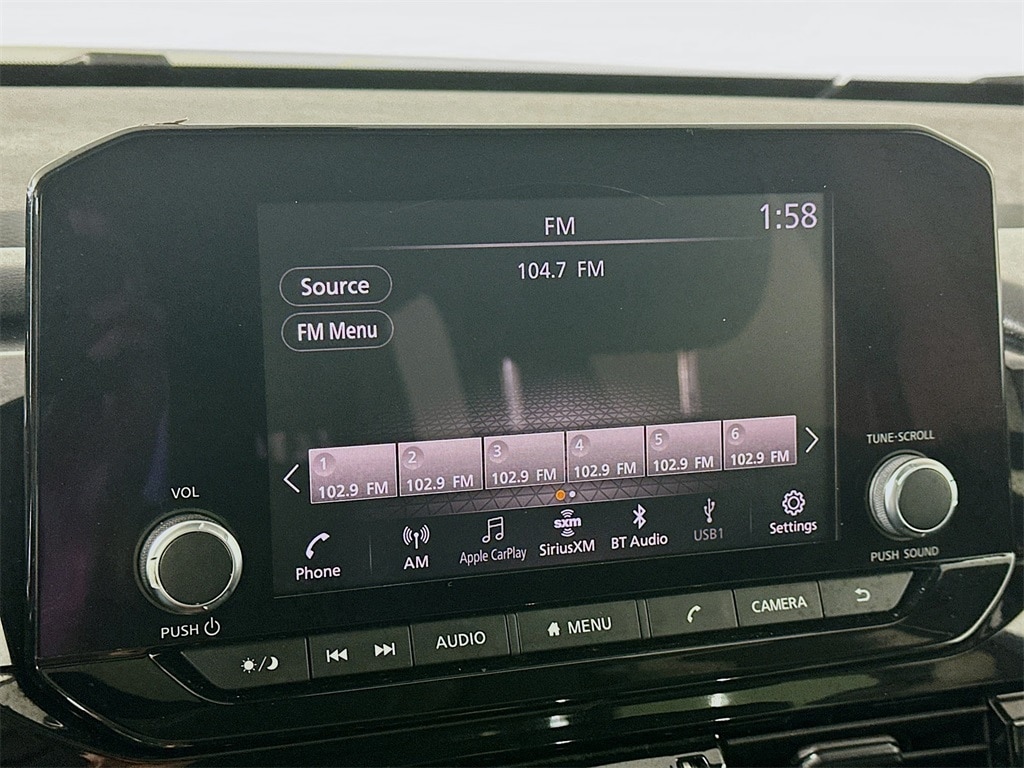 FM
1:58
104.7 FM
Source
FM Menu
1 2 3 4 5 6
102.9 FM 102.9 FM 102.9 FM 102.9 FM 102.9 FM 102.9 FM
Phone
AM
Apple CarPlay
sxm
SiriusXM
BT Audio
USB1
Settings
VOL
PUSH
TUNE·SCROLL
PUSH SOUND
AUDIO
MENU
CAMERA